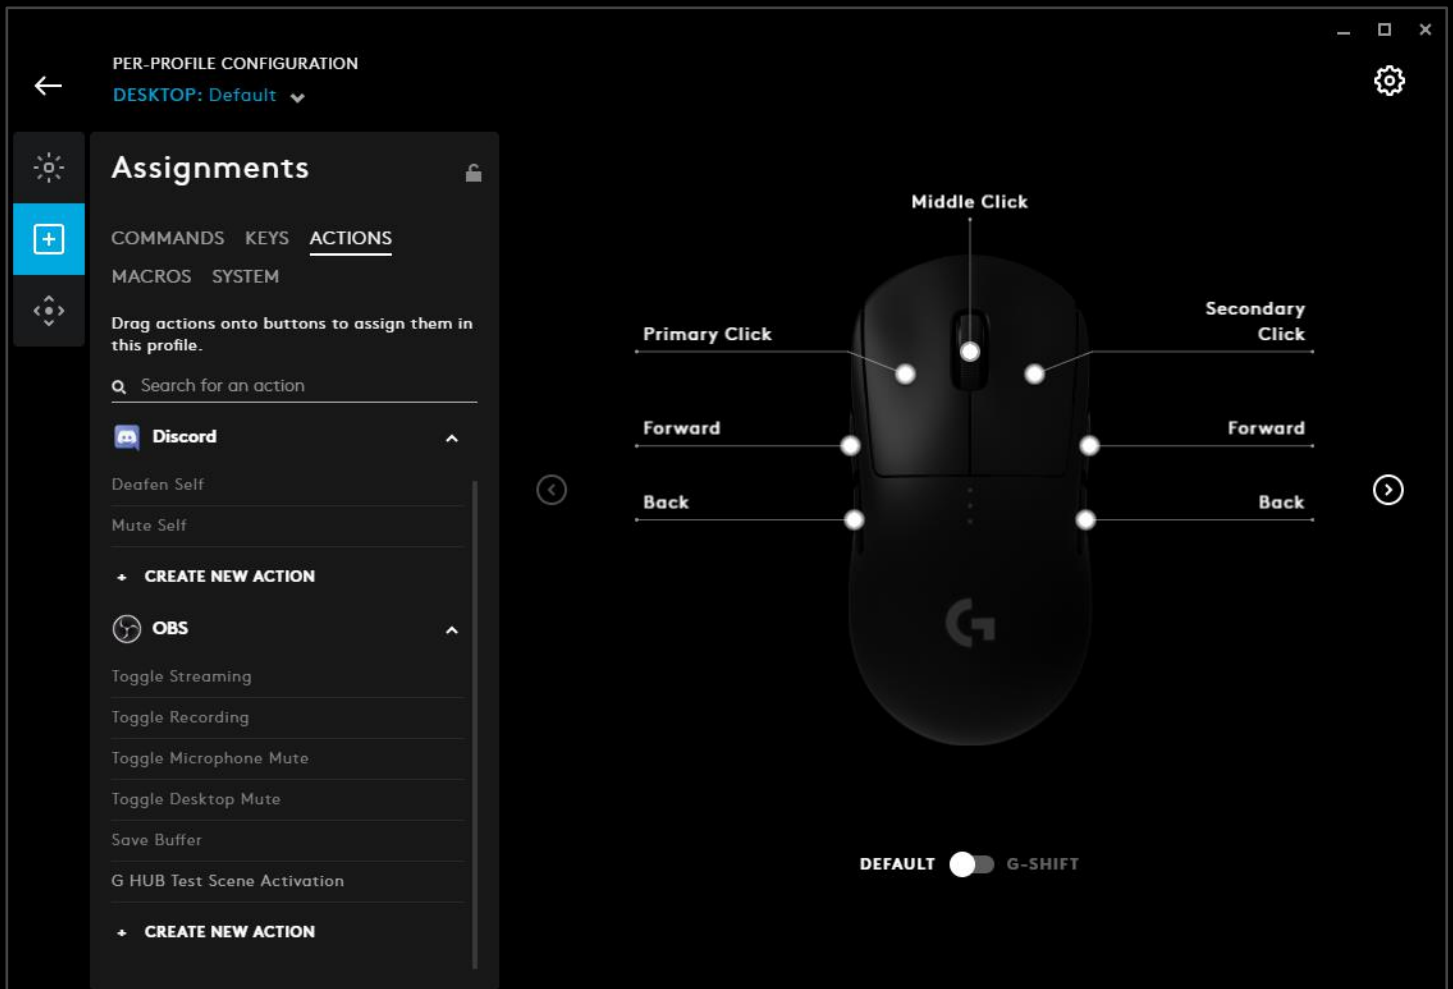 PER-PROFILE CONFIGURATION
DESKTOP: Default
Assignments
COMMANDS KEYS ACTIONS
MACROS SYSTEM
Drag actions onto buttons to assign them in
this profile.
Search for an action
Discord
Deafen Self
Mute Self
+ CREATE NEW ACTION
OBS
Toggle Streaming
Toggle Recording
Toggle Microphone Mute
Toggle Desktop Mute
Save Buffer
G HUB Test Scene Activation
+ CREATE NEW ACTION
Middle Click
Primary Click
Secondary
Click
Forward
Forward
Back
Back
G
DEFAULT G-SHIFT